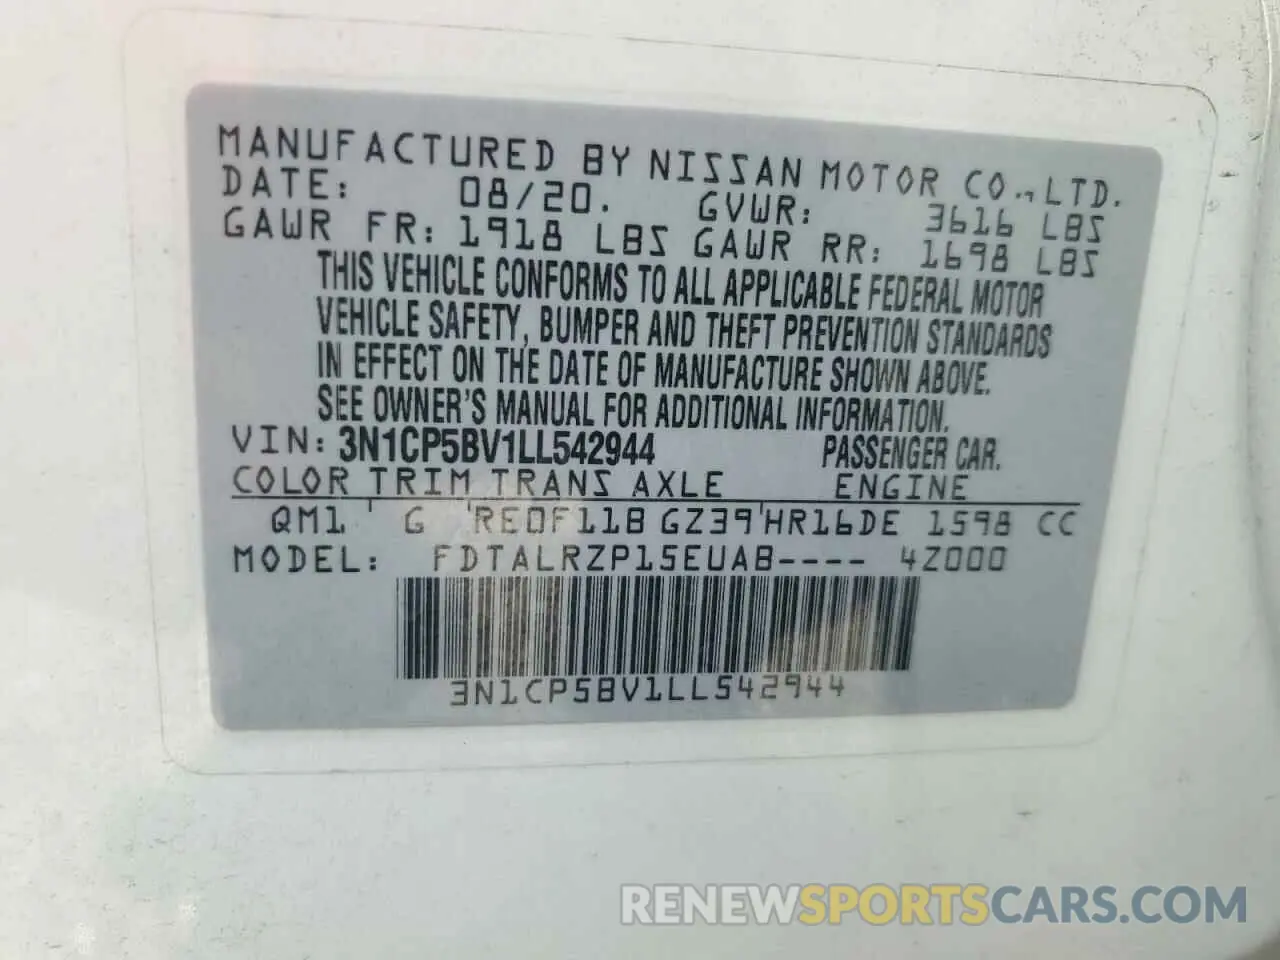 MANUFACTURED BY NISSAN MOTOR CO., LTD.
DATE: 08/20. GVWR: 3616 LBS
GAWR FR: 1918 LBS GAWR RR: 1698 LBS
THIS VEHICLE CONFORMS TO ALL APPLICABLE FEDERAL MOTOR
VEHICLE SAFETY, BUMPER AND THEFT PREVENTION STANDARDS
IN EFFECT ON THE DATE OF MANUFACTURE SHOWN ABOVE.
SEE OWNER'S MANUAL FOR ADDITIONAL INFORMATION.
VIN: 3N1CP5BV1LL542944 PASSENGER CAR.
COLOR TRIM TRANS AXLE ENGINE
QM1 ' G 'RE0F11B GZ39'HR16DE 1598 CC
MODEL: FDTALRZP15EUAB---- 4Z000
3N1CP5BV1LL542944
RENEWSPORTSCARS.COM